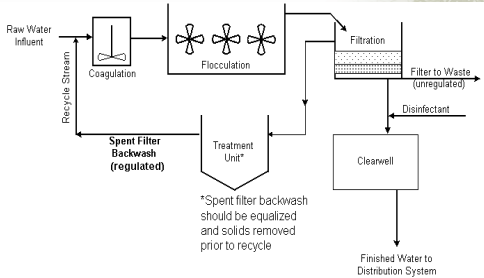 Raw Water
Influent
Coagulation
Flocculation
Filtration
Filter to Waste
(unregulated)
Disinfectant
Recycle Stream
Spent Filter
Backwash
(regulated)
Treatment
Unit*
Clearwell
*Spent filter backwash
should be equalized
and solids removed
prior to recycle
Finished Water to
Distribution System